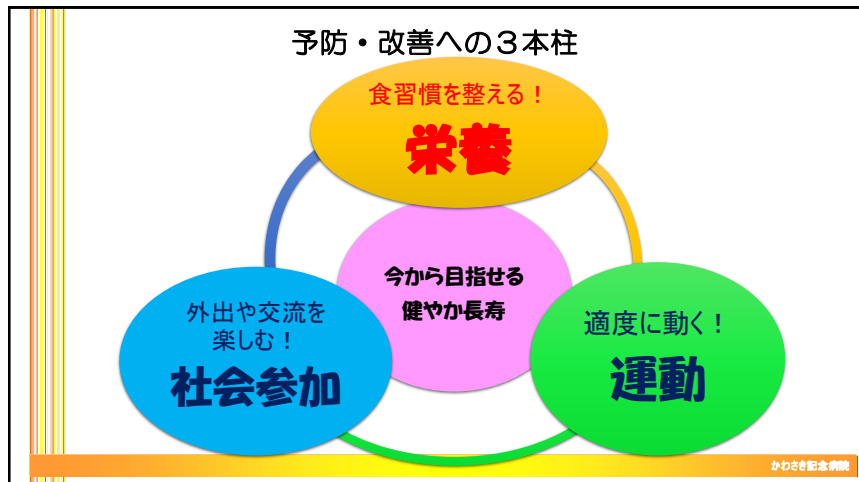 予防・改善への３本柱
食習慣を整える！
栄養
今から目指せる
健やか長寿
外出や交流を
楽しむ！
社会参加
適度に動く！
運動
かわさき記念病院